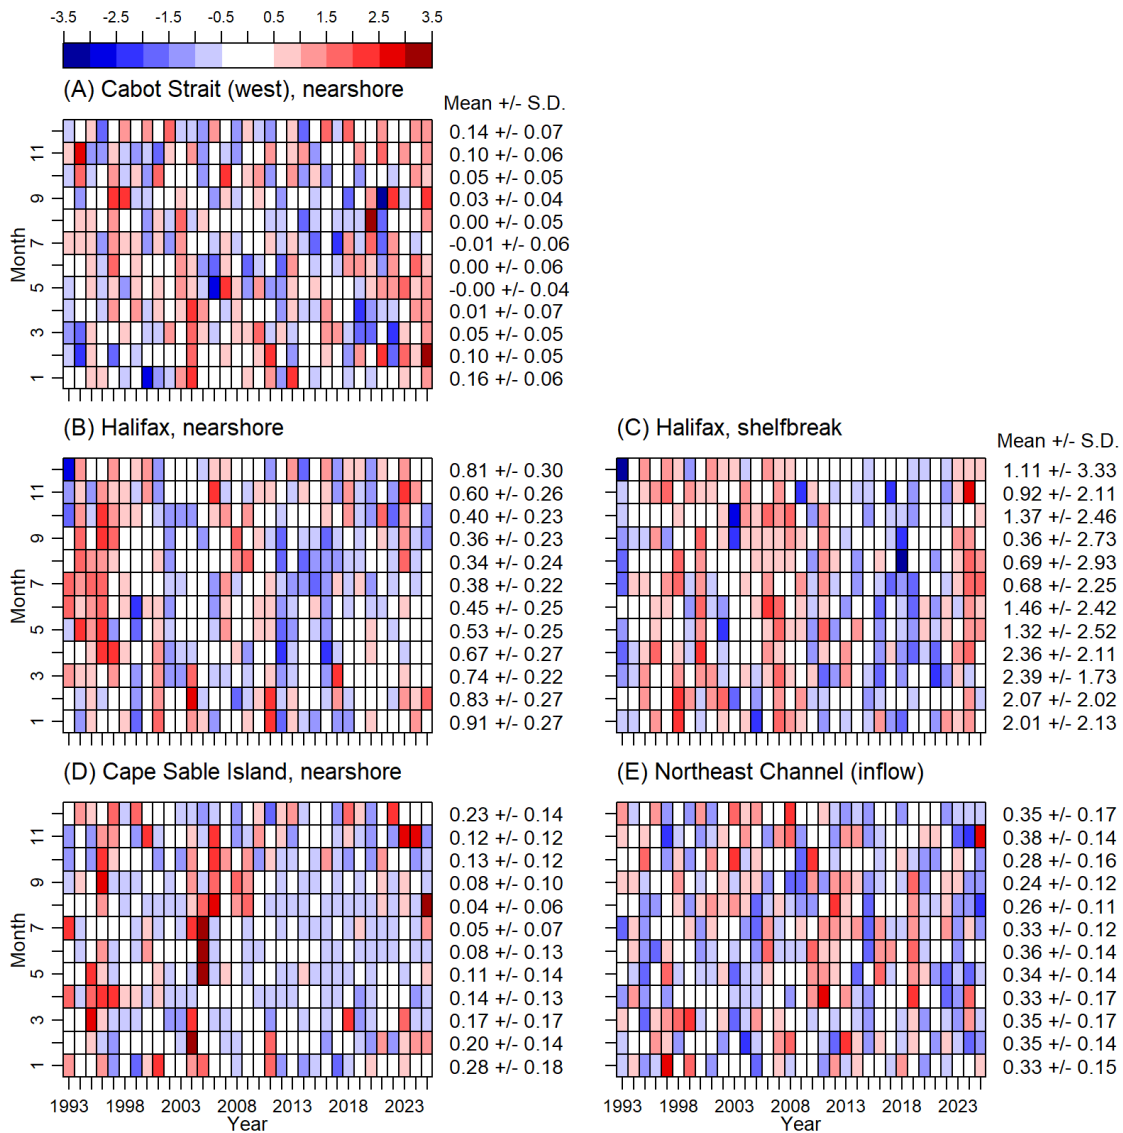 -3.5 -2.5 -1.5 -0.5 0.5 1.5 2.5 3.5
(A) Cabot Strait (west), nearshore
Mean +/- S.D.
0.14 +/- 0.07
11 0.10 +/- 0.06
0.05 +/- 0.05
9 0.03 +/- 0.04
0.00 +/- 0.05
7 -0.01 +/- 0.06
0.00 +/- 0.06
5 -0.00 +/- 0.04
0.01 +/- 0.07
3 0.05 +/- 0.05
0.10 +/- 0.05
1 0.16 +/- 0.06
Month
(B) Halifax, nearshore
0.81 +/- 0.30
11 0.60 +/- 0.26
0.40 +/- 0.23
9 0.36 +/- 0.23
0.34 +/- 0.24
7 0.38 +/- 0.22
0.45 +/- 0.25
5 0.53 +/- 0.25
0.67 +/- 0.27
3 0.74 +/- 0.22
0.83 +/- 0.27
1 0.91 +/- 0.27
Month
(C) Halifax, shelfbreak
Mean +/- S.D.
1.11 +/- 3.33
0.92 +/- 2.11
1.37 +/- 2.46
0.36 +/- 2.73
0.69 +/- 2.93
0.68 +/- 2.25
1.46 +/- 2.42
1.32 +/- 2.52
2.36 +/- 2.11
2.39 +/- 1.73
2.07 +/- 2.02
2.01 +/- 2.13
(D) Cape Sable Island, nearshore
0.23 +/- 0.14
11 0.12 +/- 0.12
0.13 +/- 0.12
9 0.08 +/- 0.10
0.04 +/- 0.06
7 0.05 +/- 0.07
0.08 +/- 0.13
5 0.11 +/- 0.14
0.14 +/- 0.13
3 0.17 +/- 0.17
0.20 +/- 0.14
1 0.28 +/- 0.18
Month
1993 1998 2003 2008 2013 2018 2023
Year
(E) Northeast Channel (inflow)
0.35 +/- 0.17
0.38 +/- 0.14
0.28 +/- 0.16
0.24 +/- 0.12
0.26 +/- 0.11
0.33 +/- 0.12
0.36 +/- 0.14
0.34 +/- 0.14
0.33 +/- 0.17
0.35 +/- 0.17
0.35 +/- 0.14
0.33 +/- 0.15
1993 1998 2003 2008 2013 2018 2023
Year